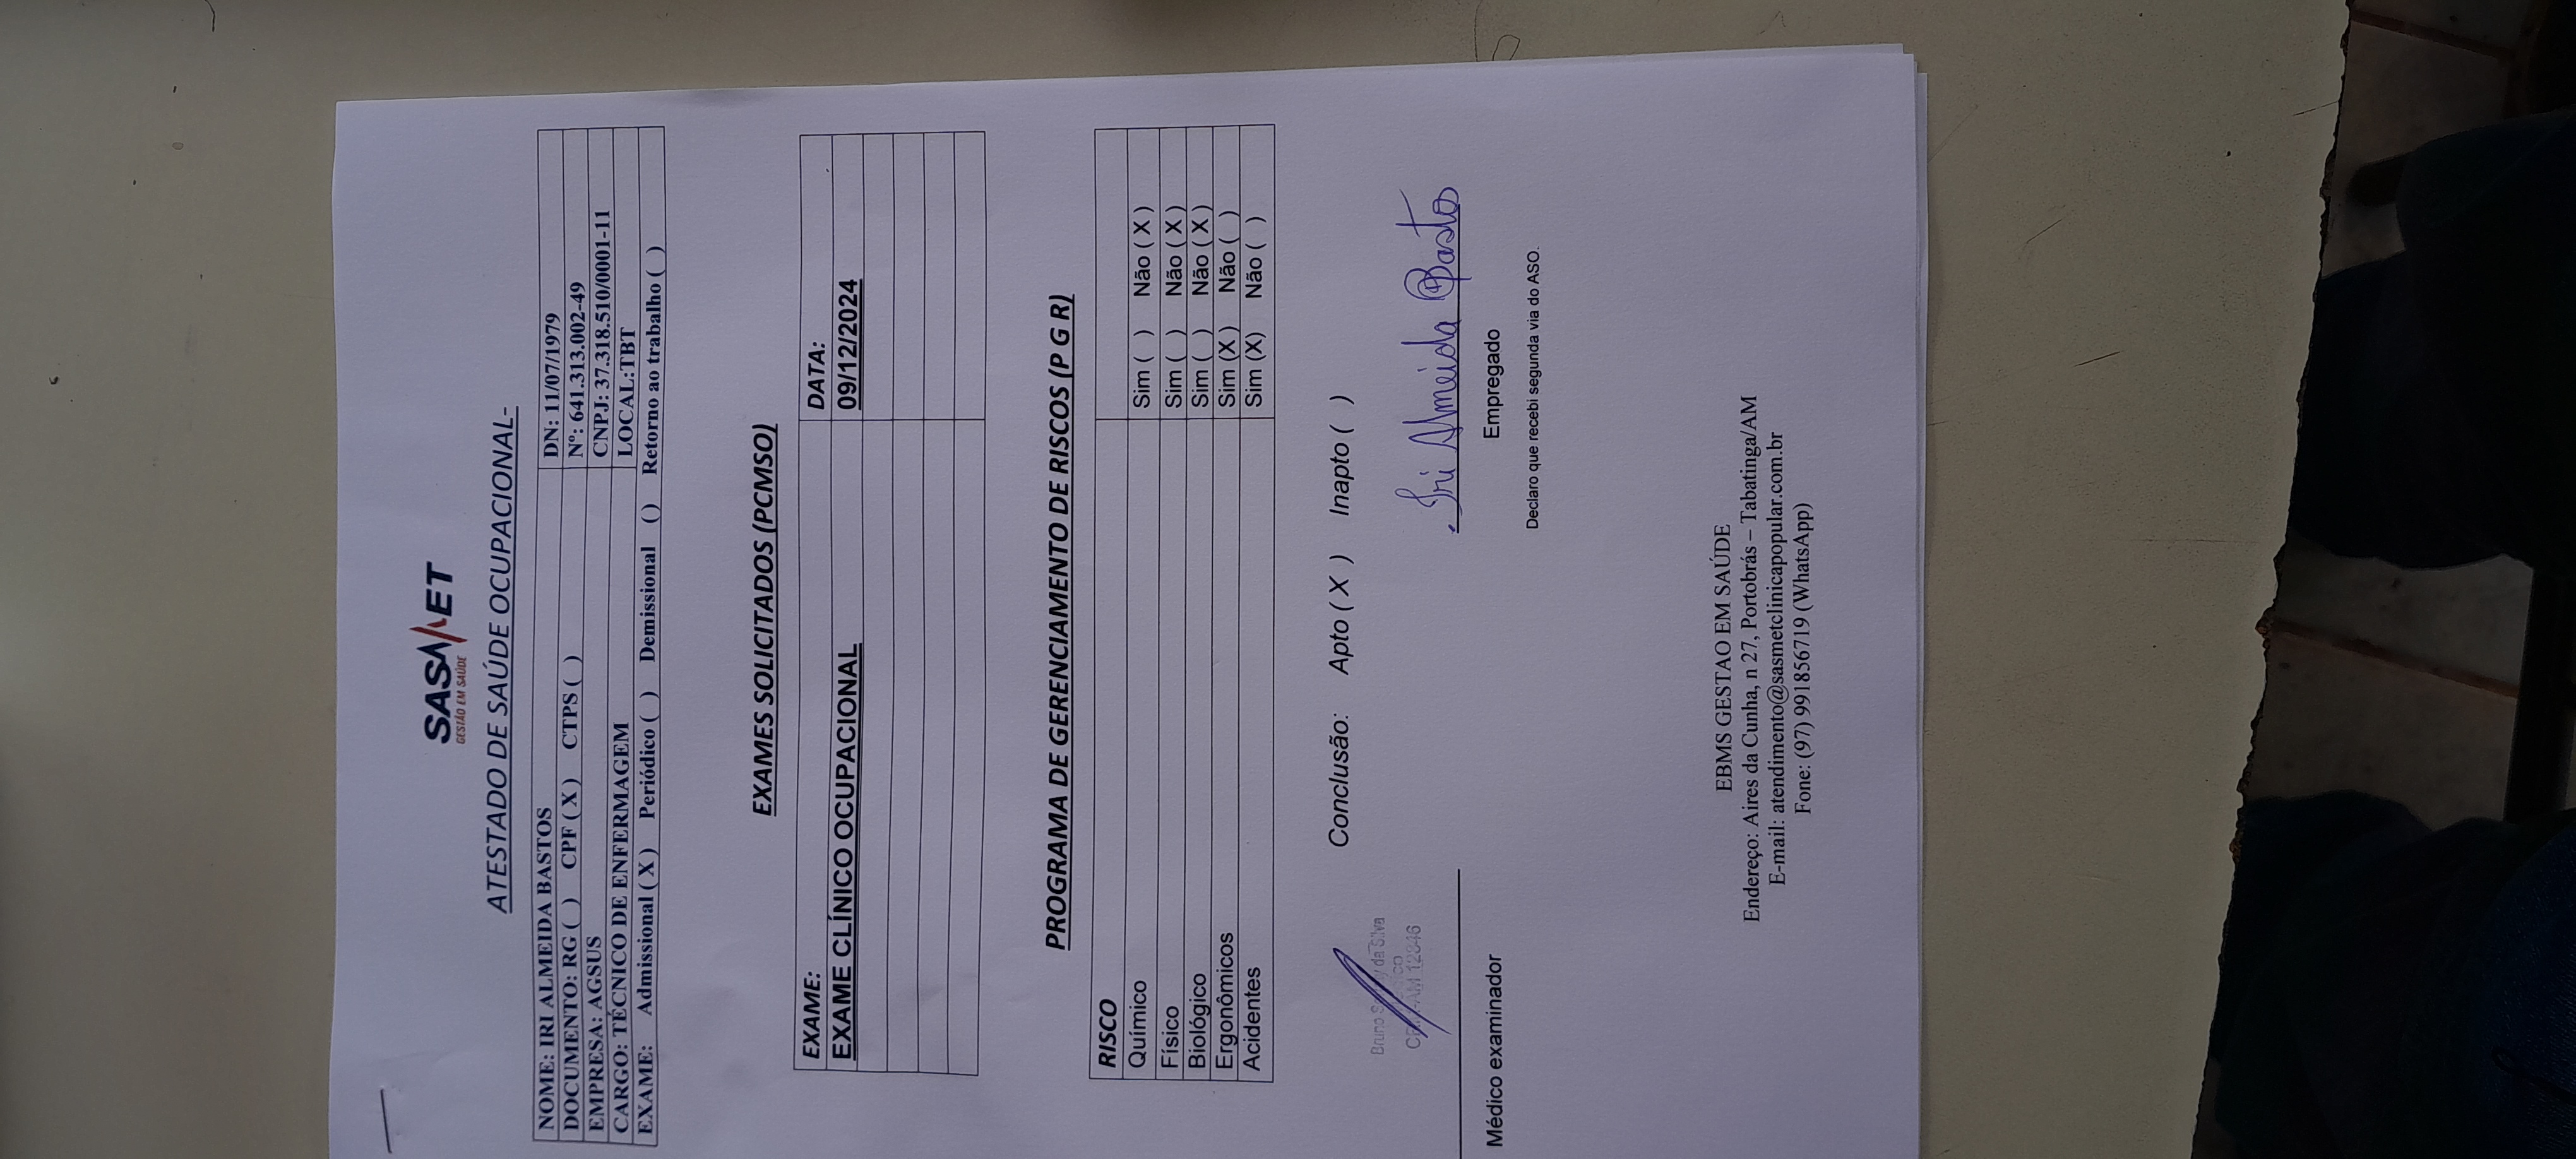 SASMET
GESTÃO EM SAÚDE
ATESTADO DE SAÚDE OCUPACIONAL-
NOME: IRI ALMEIDA BASTOS DN: 11/07/1979
DOCUMENTO: RG ( ) CPF ( X ) CTPS ( ) Nº: 641.313.002-49
EMPRESA: AGSUS CNPJ: 37.318.510/0001-11
CARGO: TÉCNICO DE ENFERMAGEM LOCAL:TBT
EXAME: Admissional ( X ) Periódico ( ) Demissional () Retorno ao trabalho ( )
EXAMES SOLICITADOS (PCMSO)
EXAME: DATA:
EXAME CLÍNICO OCUPACIONAL 09/12/2024
PROGRAMA DE GERENCIAMENTO DE RISCOS (P G R)
RISCO
Químico Sim ( ) Não ( X )
Físico Sim ( ) Não ( X )
Biológico Sim ( ) Não ( X )
Ergonômicos Sim (X ) Não ( )
Acidentes Sim (X) Não ( )
Conclusão: Apto ( X ) Inapto ( )
Bruno da Silva
AM 12346
Iri Almeida Bastos
Médico examinador Empregado
Declaro que recebi segunda via do ASO.
EBMS GESTAO EM SAÚDE
Endereço: Aires da Cunha, n 27, Portobrás – Tabatinga/AM
E-mail: atendimento@sasmetclinicapopular.com.br
Fone: (97) 991856719 (WhatsApp)